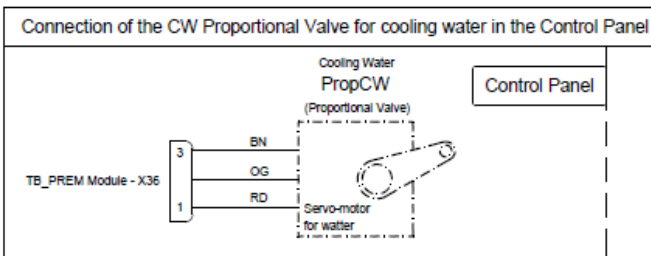 Connection of the CW Proportional Valve for cooling water in the Control Panel
Cooling Water
PropCW
(Proportional Valve)
Control Panel
BN
3
OG
TB_PREM Module - X36
RD
1
Servo-motor
for watter